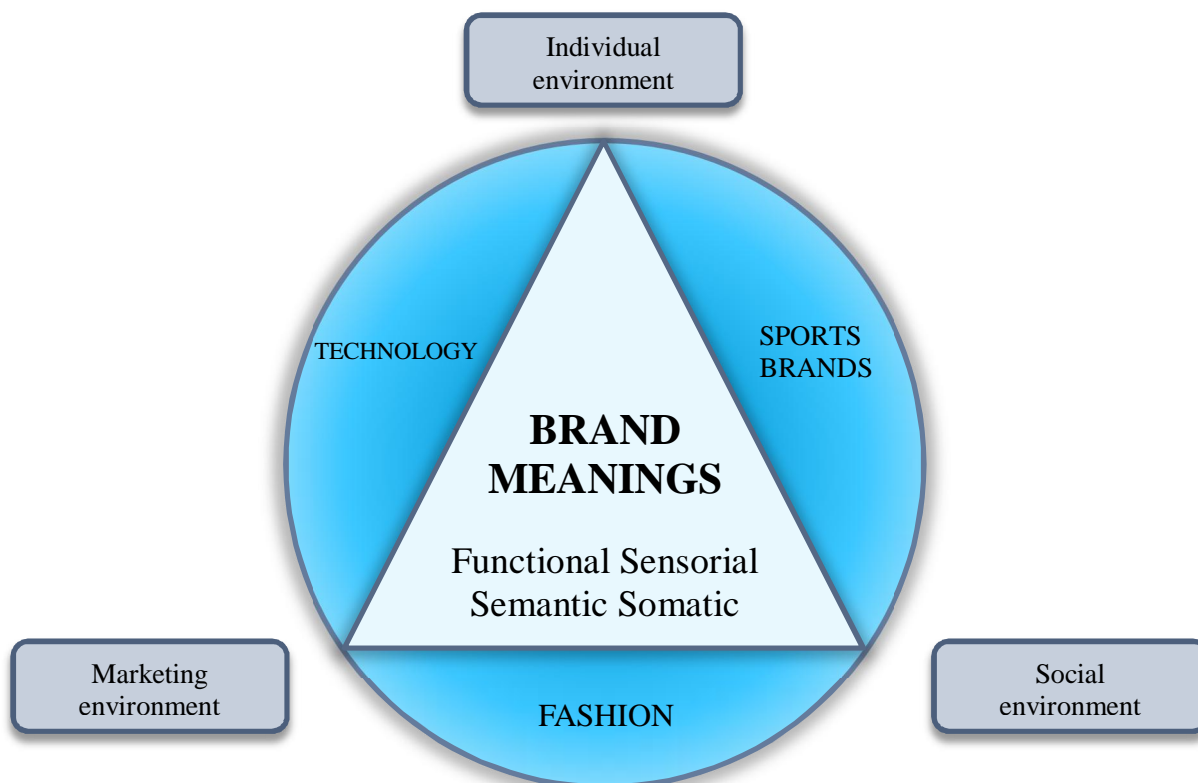 Individual
environment
TECHNOLOGY
SPORTS
BRANDS
BRAND
MEANINGS
Functional Sensorial
Semantic Somatic
Marketing
environment
FASHION
Social
environment